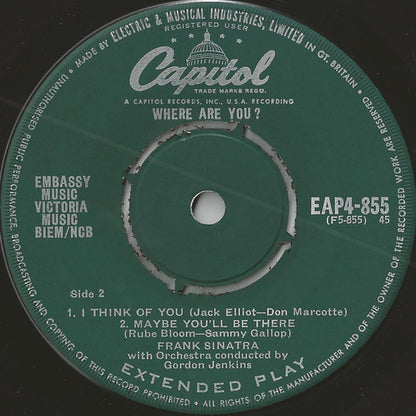 MADE BY ELECTRIC & MUSICAL INDUSTRIES, LIMITED IN GT. BRITAIN • ALL RIGHTS OF THE MANUFACTURER AND OF THE OWNER OF THE RECORDED WORK ARE RESERVED • UNAUTHORISED PUBLIC PERFORMANCE, BROADCASTING AND COPYING OF THIS RECORD PROHIBITED •
REGISTERED USER
Capitol
TRADE MARKS REGD.
A CAPITOL RECORDS, INC., U.S.A. RECORDING
WHERE ARE YOU?
EMBASSY
MUSIC
VICTORIA
MUSIC
BIEM/NCB
EAP4-855
(F5-855) 45
Side 2
1. I THINK OF YOU (Jack Elliot—Don Marcotte)
2. MAYBE YOU'LL BE THERE
(Rube Bloom—Sammy Gallop)
FRANK SINATRA
with Orchestra conducted by
Gordon Jenkins
EXTENDED PLAY